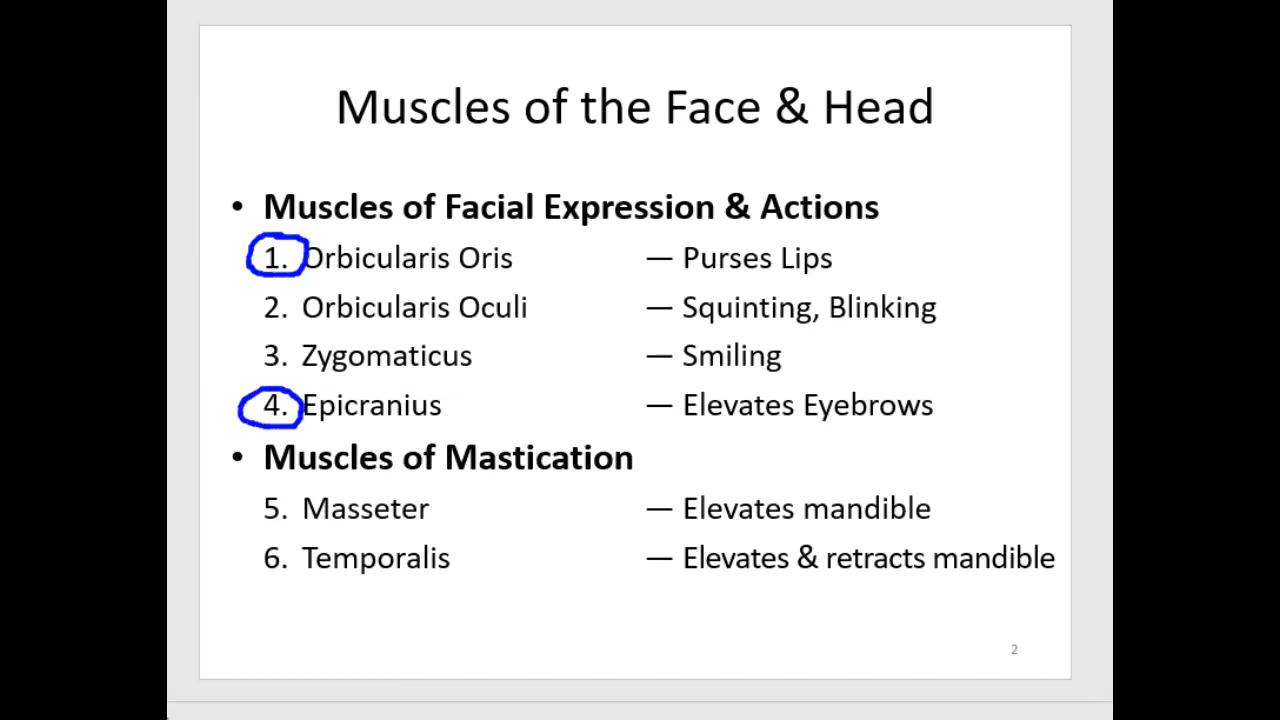 Muscles of the Face & Head
• Muscles of Facial Expression & Actions
1. Orbicularis Oris — Purses Lips
2. Orbicularis Oculi — Squinting, Blinking
3. Zygomaticus — Smiling
4. Epicranius — Elevates Eyebrows
• Muscles of Mastication
5. Masseter — Elevates mandible
6. Temporalis — Elevates & retracts mandible
2